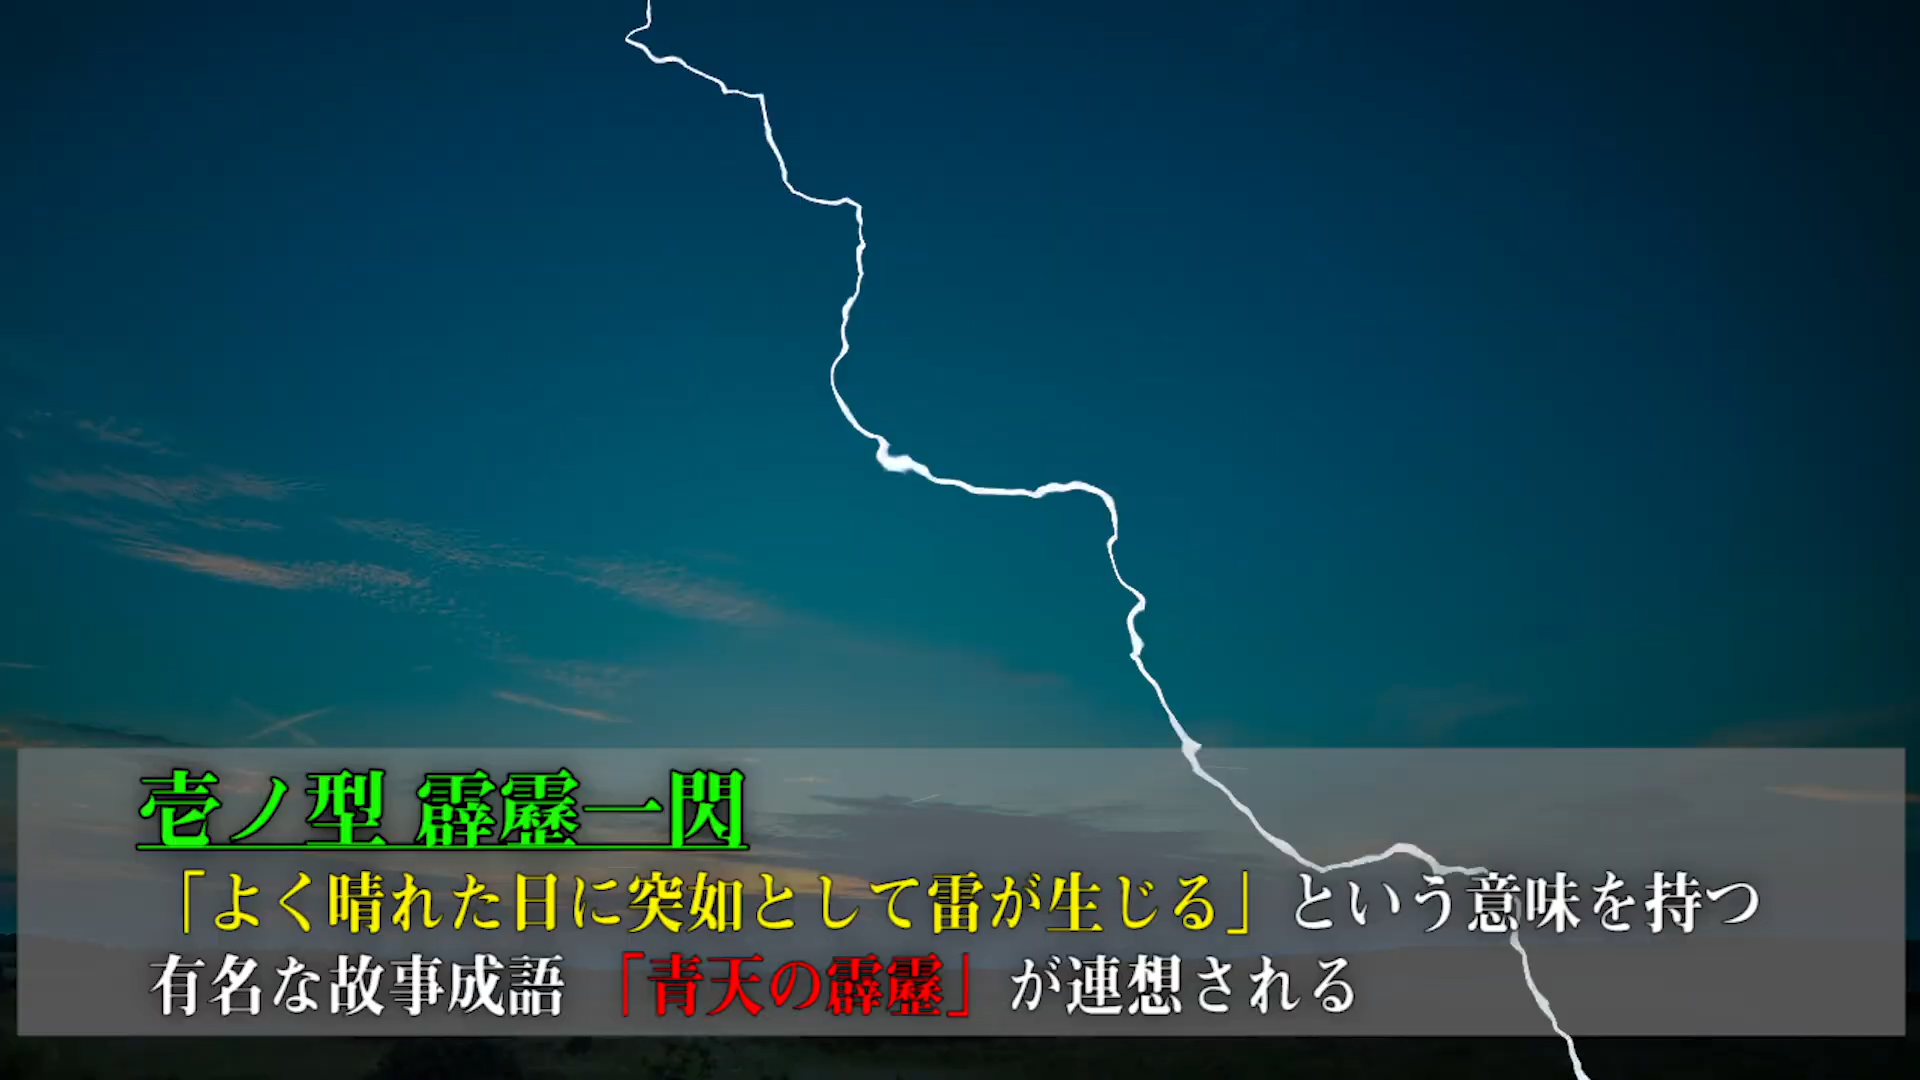 壱ノ型 霹靂一閃
「よく晴れた日に突如として雷が生じる」という意味を持つ
有名な故事成語 「青天の霹靂」が連想される